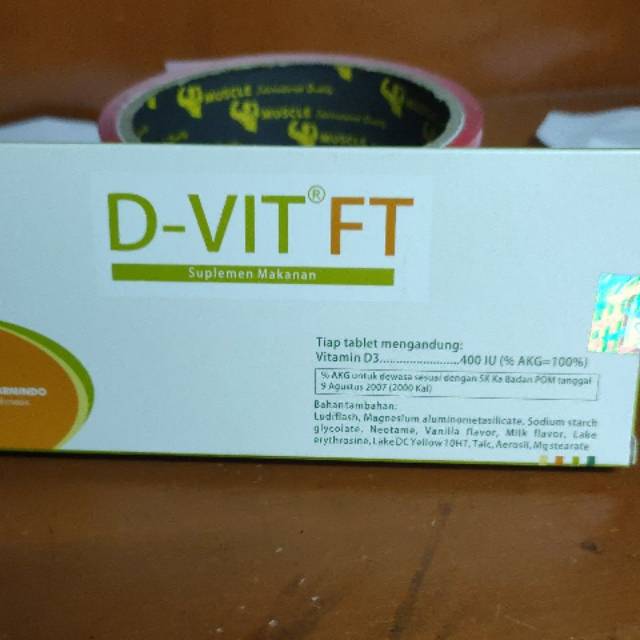 MUSCLE
MUSCLE
MUSCLE
D-VIT® FT
Suplemen Makanan
Tiap tablet mengandung:
Vitamin D3........................400 IU (% AKG=100%)
% AKG untuk dewasa sesuai dengan SK Ka Badan POM tanggal
9 Agustus 2007 (2000 Kal)
Bahan tambahan:
Ludiflash, Magnesium aluminometasilicate, Sodium starch
glycolate, Neotame, Vanilla flavor, Milk flavor, Lake
erythrosine, Lake DC Yellow 10HT, Talc, Aerosil, Mg stearate